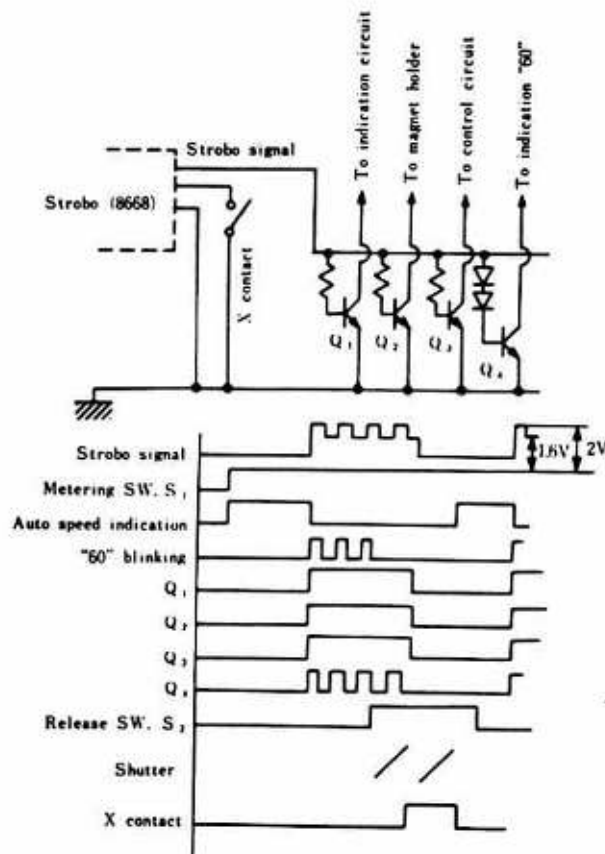 To indication circuit
To magnet holder
To control circuit
To indication "60"
Strobo signal
Strobo (8668)
X contact
Q1
Q2
Q3
Q4
Strobo signal
1.6V
2V
Metering SW. S1
Auto speed indication
"60" blinking
Q1
Q2
Q3
Q4
Release SW. S2
Shutter
X contact